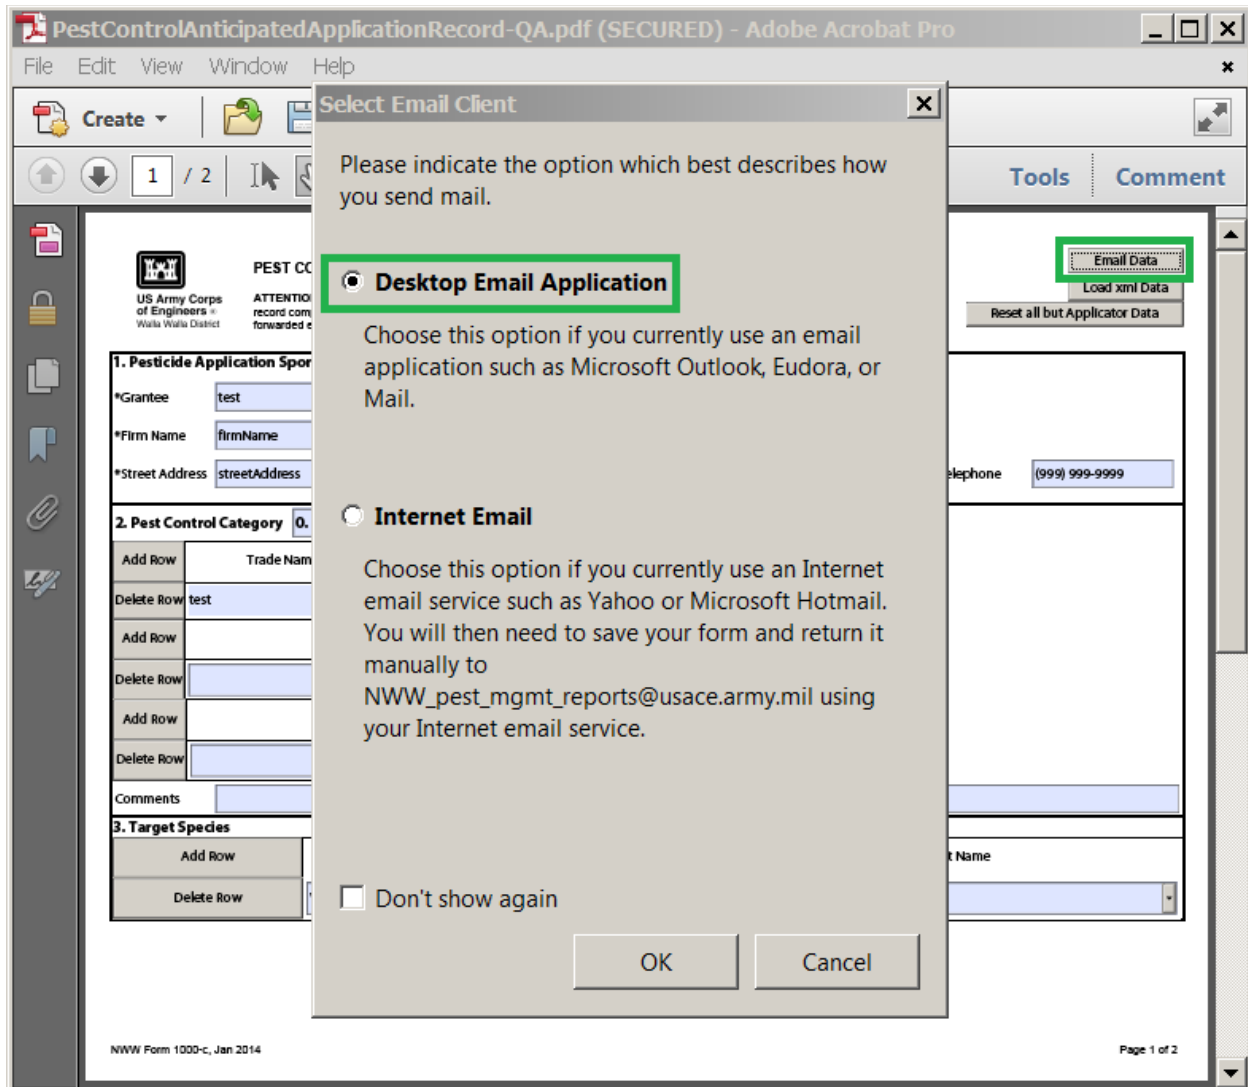 PestControlAnticipatedApplicationRecord-QA.pdf (SECURED) - Adobe Acrobat Pro
File Edit View Window Help
Create
1 / 2
Tools Comment
Select Email Client
Please indicate the option which best describes how
you send mail.
Desktop Email Application
Choose this option if you currently use an email
application such as Microsoft Outlook, Eudora, or
Mail.
Internet Email
Choose this option if you currently use an Internet
email service such as Yahoo or Microsoft Hotmail.
You will then need to save your form and return it
manually to
NWW_pest_mgmt_reports@usace.army.mil using
your Internet email service.
Don't show again
OK Cancel
US Army Corps
of Engineers ®
Walla Walla District
PEST
record
forwarded
Email Data
Load xml Data
Reset all but Applicator Data
1. Pesticide Application
*Grantee test
*Firm Name firmName
*Street Address streetAddress
(999) 999-9999
2. Pest Control Category 0.
Add Row Trade
Delete Row test
Add Row
Delete Row
Add Row
Delete Row
Comments
3. Target Species
Add Row Name
Delete Row
NWW Form 1000-c, Jan 2014
Page 1 of 2